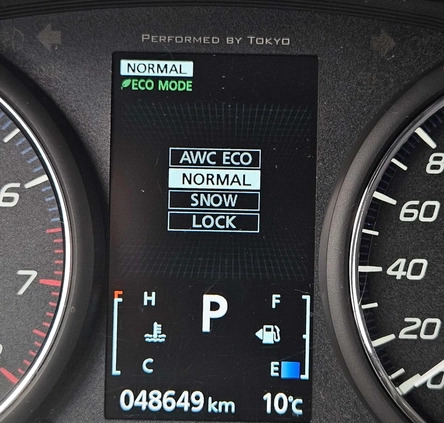 PERFORMED BY TOKYO
NORMAL
ECO MODE
AWC ECO
NORMAL
SNOW
LOCK
6
7
8
60
40
20
H
F
P
C
E
048649 km 10°C